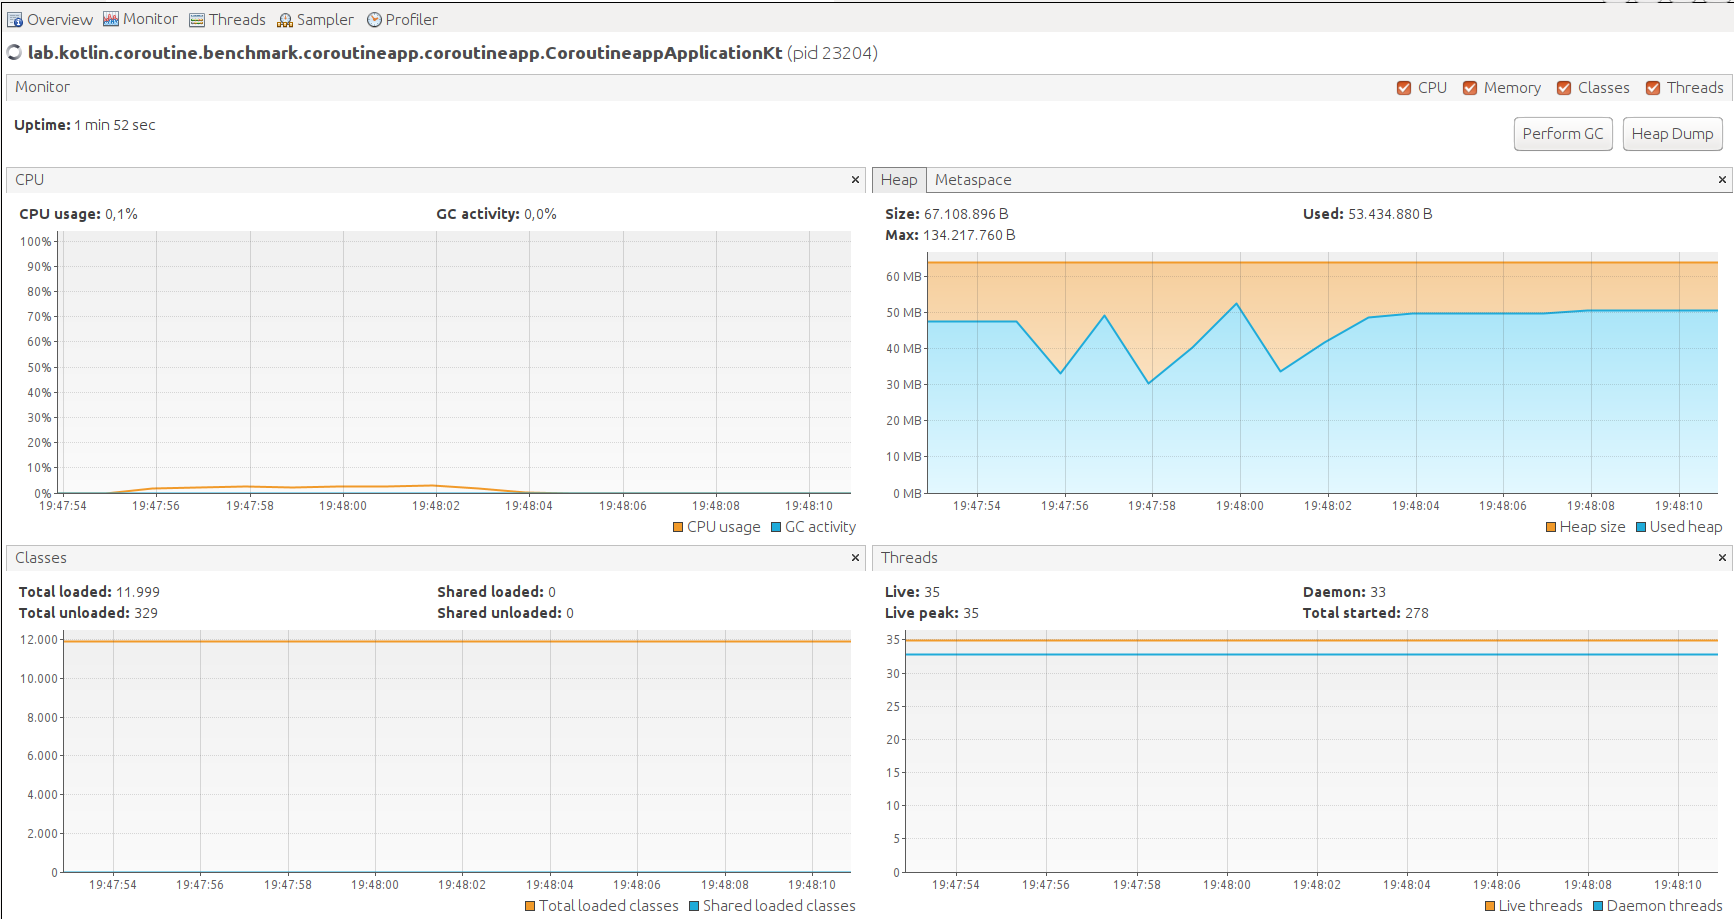 Overview Monitor Threads Sampler Profiler
lab.kotlin.coroutine.benchmark.coroutineapp.coroutineapp.CoroutineappApplicationKt (pid 23204)
Monitor
CPU Memory Classes Threads
Uptime: 1 min 52 sec
Perform GC Heap Dump
CPU
CPU usage: 0,1% GC activity: 0,0%
100%
90%
80%
70%
60%
50%
40%
30%
20%
10%
0%
19:47:54 19:47:56 19:47:58 19:48:00 19:48:02 19:48:04 19:48:06 19:48:08 19:48:10
CPU usage GC activity
Heap Metaspace
Size: 67.108.896 B Used: 53.434.880 B
Max: 134.217.760 B
60 MB
50 MB
40 MB
30 MB
20 MB
10 MB
0 MB
19:47:54 19:47:56 19:47:58 19:48:00 19:48:02 19:48:04 19:48:06 19:48:08 19:48:10
Heap size Used heap
Classes
Total loaded: 11.999 Shared loaded: 0
Total unloaded: 329 Shared unloaded: 0
12.000
10.000
8.000
6.000
4.000
2.000
0
19:47:54 19:47:56 19:47:58 19:48:00 19:48:02 19:48:04 19:48:06 19:48:08 19:48:10
Total loaded classes Shared loaded classes
Threads
Live: 35 Daemon: 33
Live peak: 35 Total started: 278
35
30
25
20
15
10
5
0
19:47:54 19:47:56 19:47:58 19:48:00 19:48:02 19:48:04 19:48:06 19:48:08 19:48:10
Live threads Daemon threads